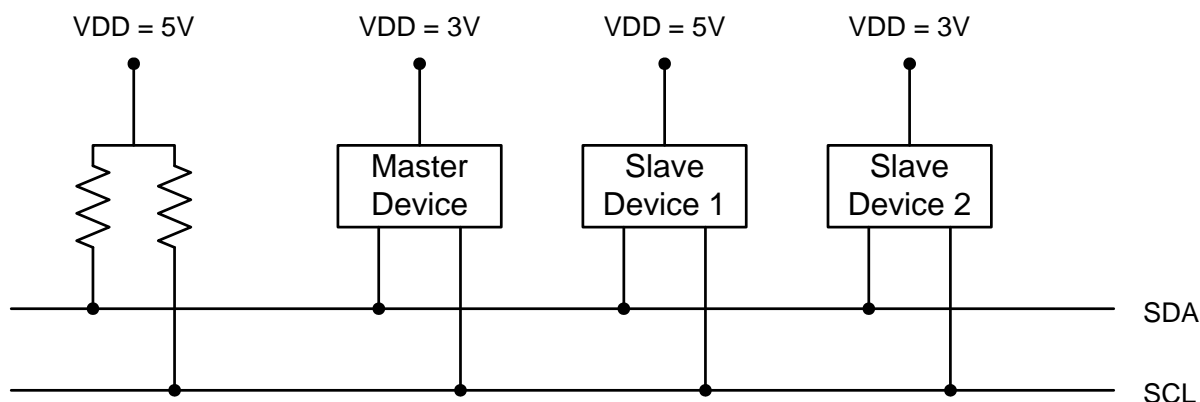 VDD = 5V
VDD = 3V
VDD = 5V
VDD = 3V
Master
Device
Slave
Device 1
Slave
Device 2
SDA
SCL